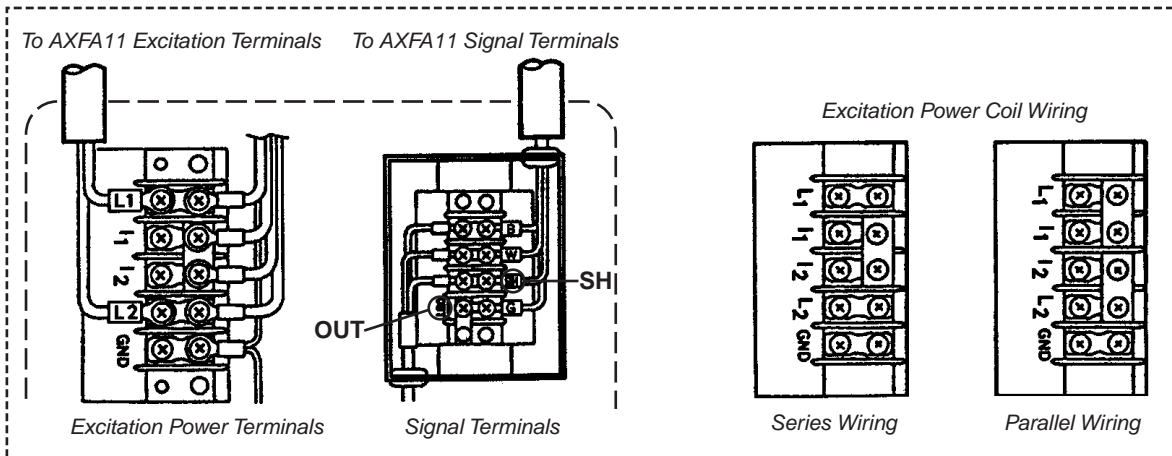 To AXFA11 Excitation Terminals
To AXFA11 Signal Terminals
L1
I1
I2
L2
GND
Excitation Power Terminals
B
W
SH
G
OUT
Signal Terminals
Excitation Power Coil Wiring
L1
I1
I2
L2
GND
Series Wiring
L1
I1
I2
L2
GND
Parallel Wiring